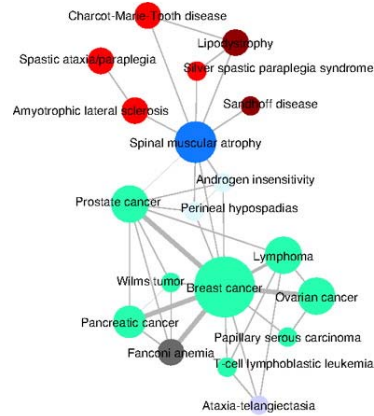 Charcot-Marie-Tooth disease
Lipodystrophy
Spastic ataxia/paraplegia
Silver spastic paraplegia syndrome
Amyotrophic lateral sclerosis
Sandhoff disease
Spinal muscular atrophy
Androgen insensitivity
Prostate cancer
Perineal hypospadias
Lymphoma
Wilms tumor
Breast cancer
Ovarian cancer
Pancreatic cancer
Papillary serous carcinoma
Fanconi anemia
T-cell lymphoblastic leukemia
Ataxia-telangiectasia